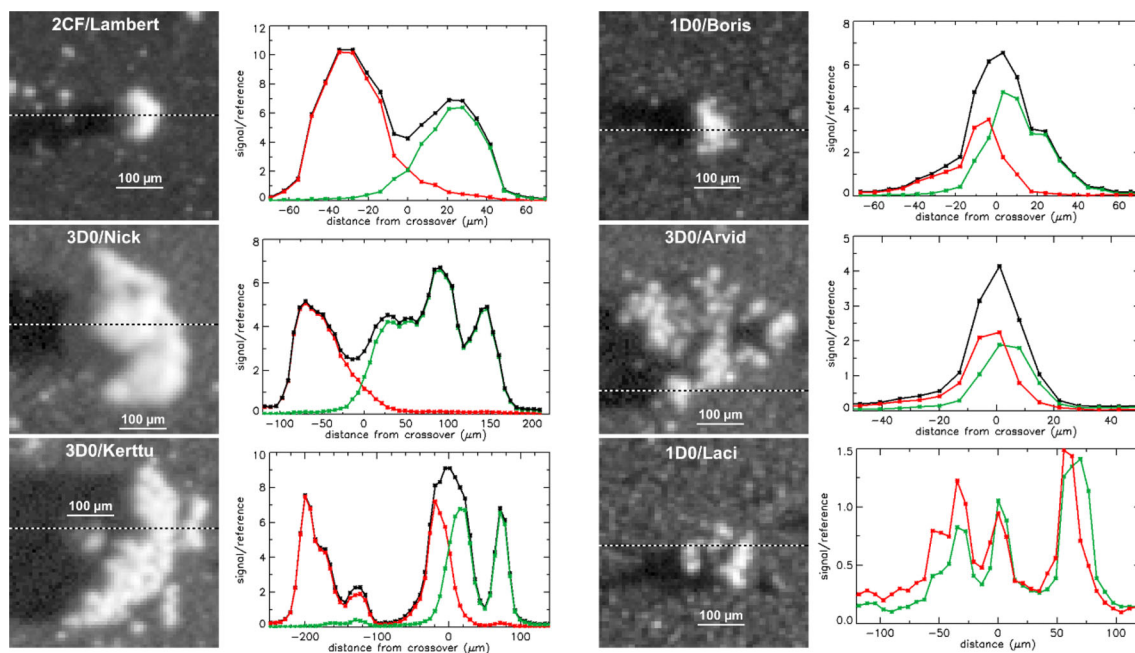 2CF/Lambert
100 µm
signal/reference
12
10
8
6
4
2
0
−60 −40 −20 0 20 40 60
distance from crossover (µm)
1D0/Boris
100 µm
signal/reference
8
6
4
2
0
−60 −40 −20 0 20 40 60
distance from crossover (µm)
3D0/Nick
100 µm
signal/reference
8
6
4
2
0
−100 −50 0 50 100 150 200
distance from crossover (µm)
3D0/Arvid
100 µm
signal/reference
5
4
3
2
1
0
−40 −20 0 20 40
distance from crossover (µm)
3D0/Kerttu
100 µm
signal/reference
10
8
6
4
2
0
−200 −100 0 100
distance from crossover (µm)
1D0/Laci
100 µm
signal/reference
1.5
1.0
0.5
0.0
−100 −50 0 50 100
distance (µm)